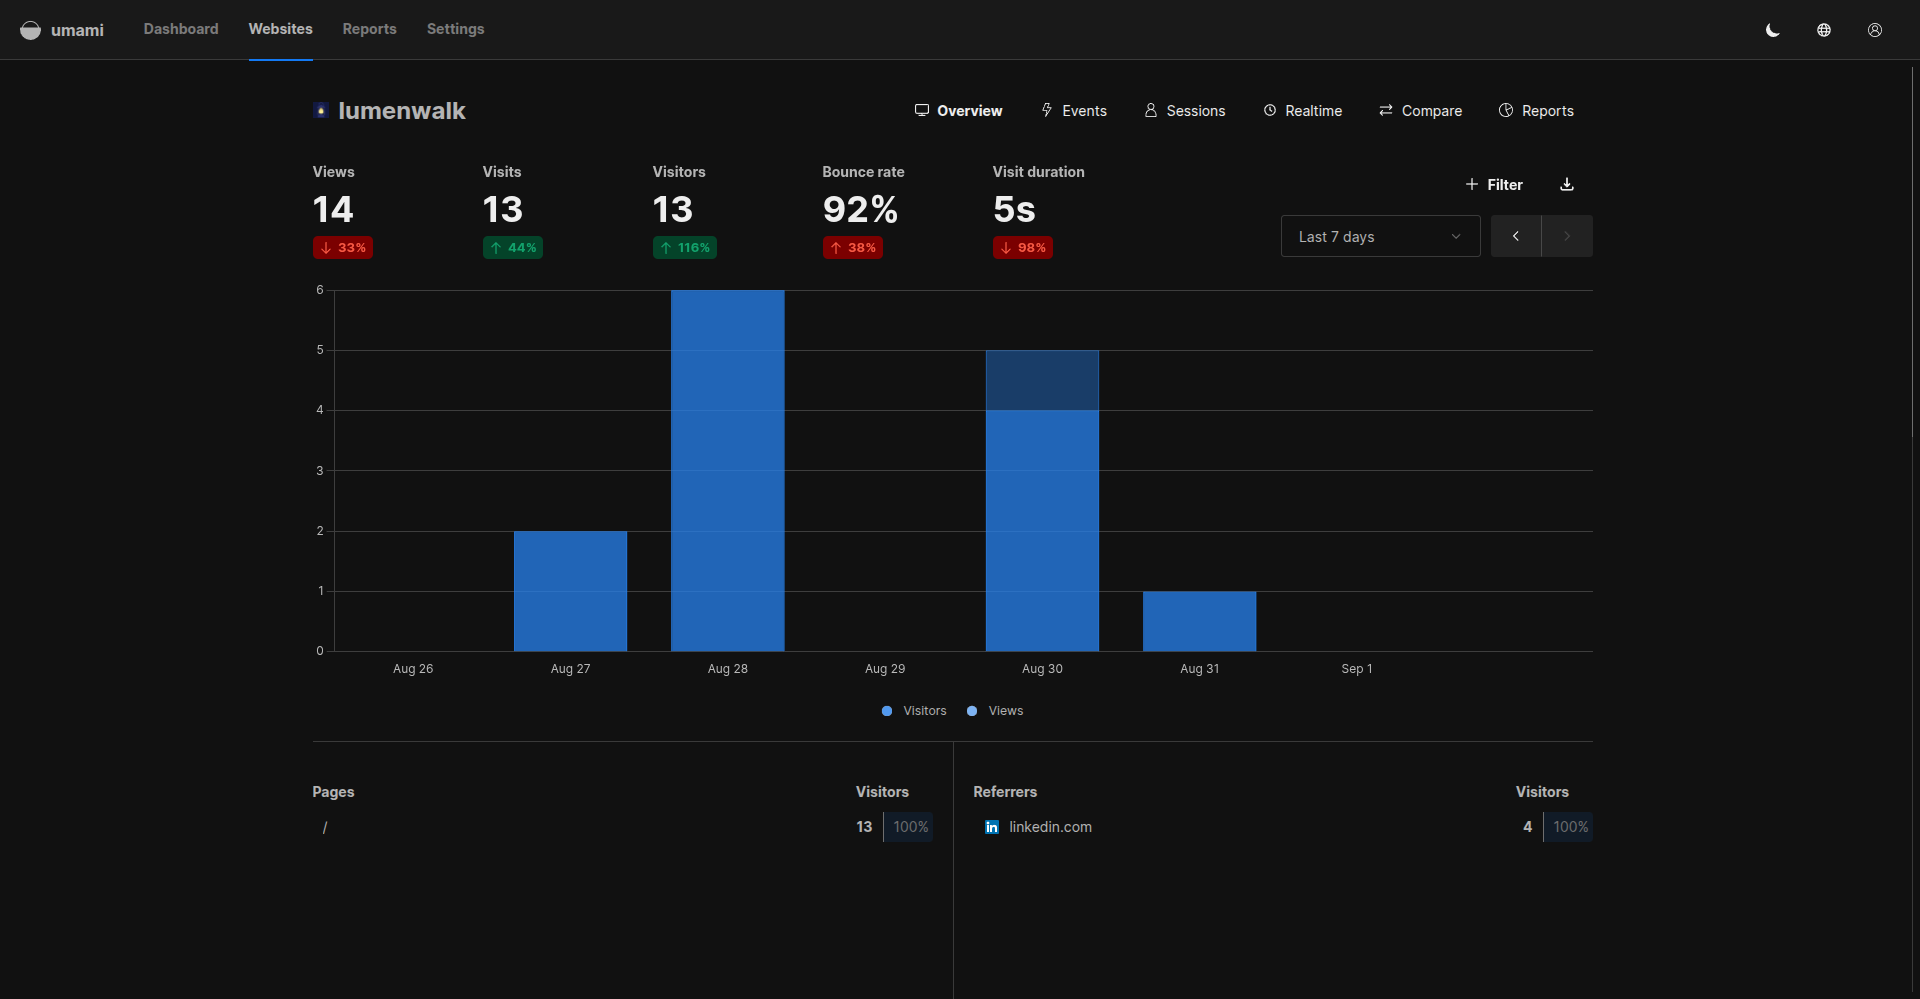 umami Dashboard Websites Reports Settings
lumenwalk Overview Events Sessions Realtime Compare Reports
Views Visits Visitors Bounce rate Visit duration
14 13 13 92% 5s
33% 44% 116% 38% 98%
Filter
Last 7 days
6
5
4
3
2
1
0
Aug 26 Aug 27 Aug 28 Aug 29 Aug 30 Aug 31 Sep 1
Visitors Views
Pages Visitors
/ 13 100%
Referrers Visitors
in linkedin.com 4 100%